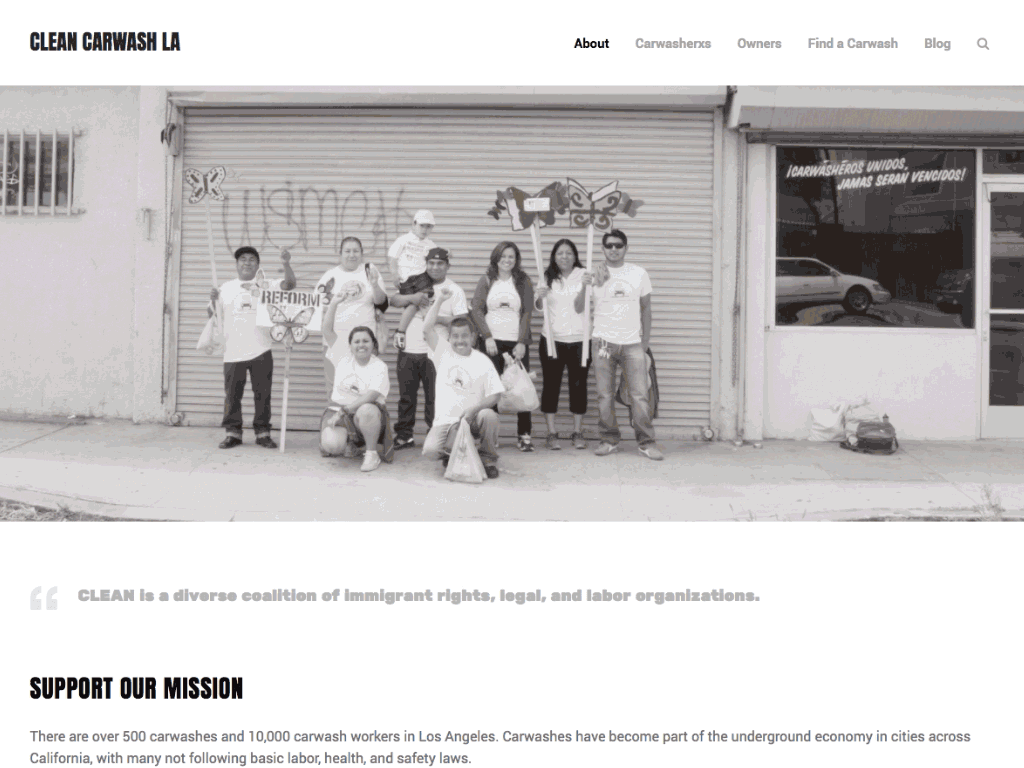 CLEAN CARWASH LA
About
Carwasherxs
Owners
Find a Carwash
Blog
¡CARWASHEROS UNIDOS,
JAMAS SERAN VENCIDOS!
REFORM
CLEAN is a diverse coalition of immigrant rights, legal, and labor organizations.
SUPPORT OUR MISSION
There are over 500 carwashes and 10,000 carwash workers in Los Angeles. Carwashes have become part of the underground economy in cities across
California, with many not following basic labor, health, and safety laws.